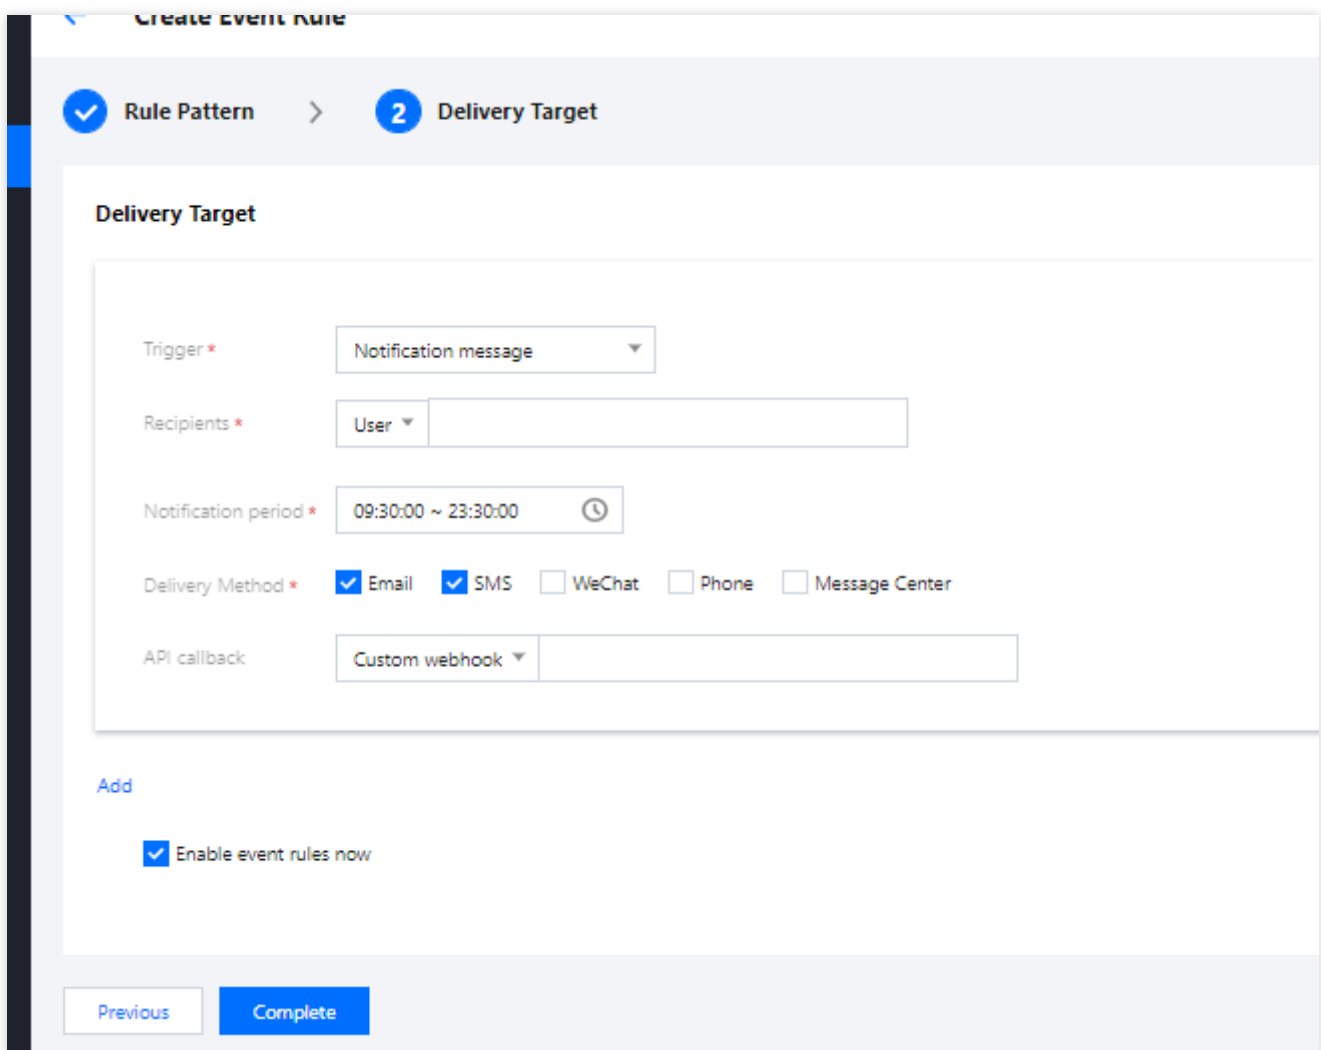 Create Event Rule
Rule Pattern > 2 Delivery Target
Delivery Target
Trigger * Notification message
Recipients * User
Notification period * 09:30:00 ~ 23:30:00
Delivery Method * Email SMS WeChat Phone Message Center
API callback Custom webhook
Add
Enable event rules now
Previous Complete